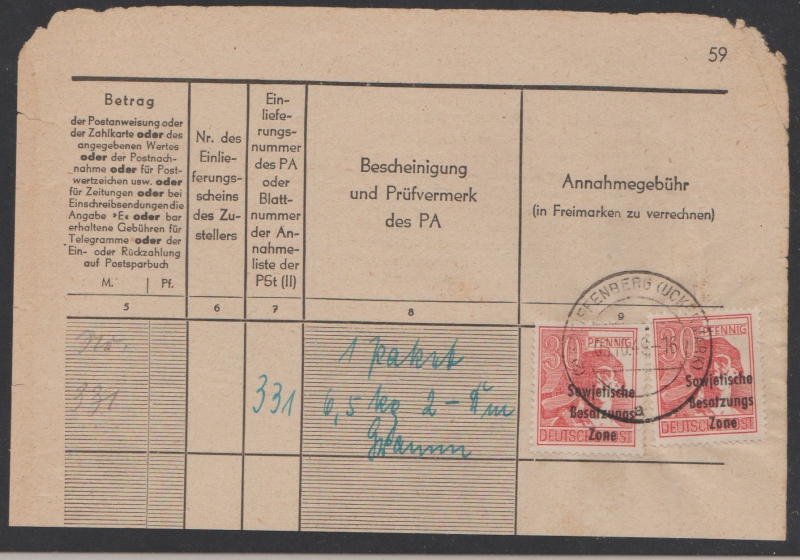 59
Betrag
der Postanweisung oder
der Zahlkarte oder des
angegebenen Wertes
oder der Postnach-
nahme oder für Post-
wertzeichen usw. oder
für Zeitungen oder bei
Einschreibsendungen die
Angabe »E« oder bar
erhaltene Gebühren für
Telegramme oder der
Ein- oder Rückzahlung
auf Postsparbuch
M. Pf.
Nr. des
Einlie-
ferungs-
scheins
des Zu-
stellers
Ein-
liefe-
rungs-
nummer
des PA
oder
Blatt-
nummer
der An-
nahme-
liste der
PSt (II)
Bescheinigung
und Prüfvermerk
des PA
Annahmegebühr
(in Freimarken zu verrechnen)
5 6 7 8 9
331
331
1 Paket
6,5 kg 2 - Dm
Gramm
30 PFENNIG
Sowjetische
Besatzungs
Zone
DEUTSCHE POST
30 PFENNIG
Sowjetische
Besatzungs
Zone
DEUTSCHE POST
a